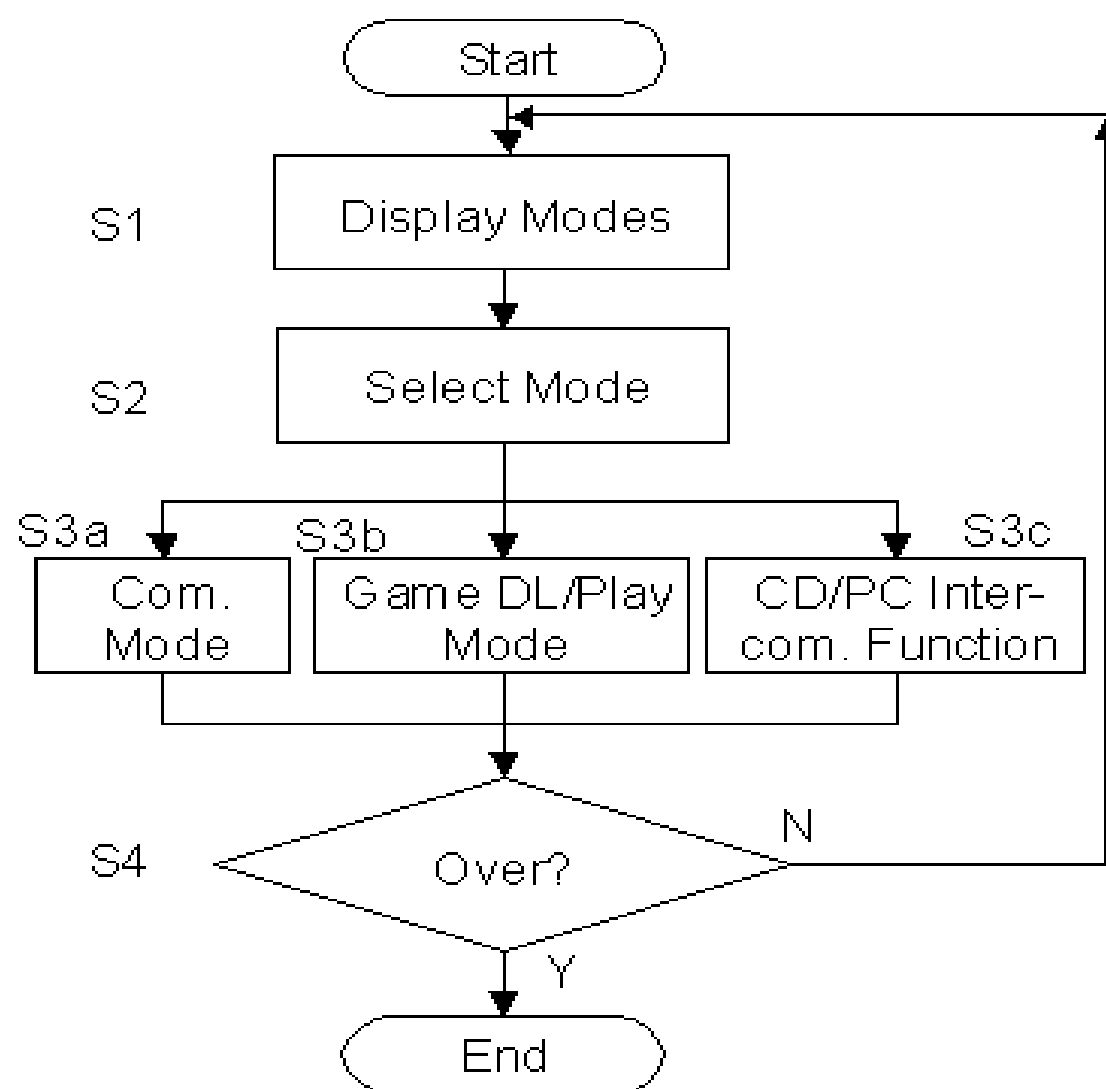 Start
S1
Display Modes
S2
Select Mode
S3a
S3b
S3c
Com.
Mode
Game DL/Play
Mode
CD/PC Inter-
com. Function
S4
Over?
N
Y
End